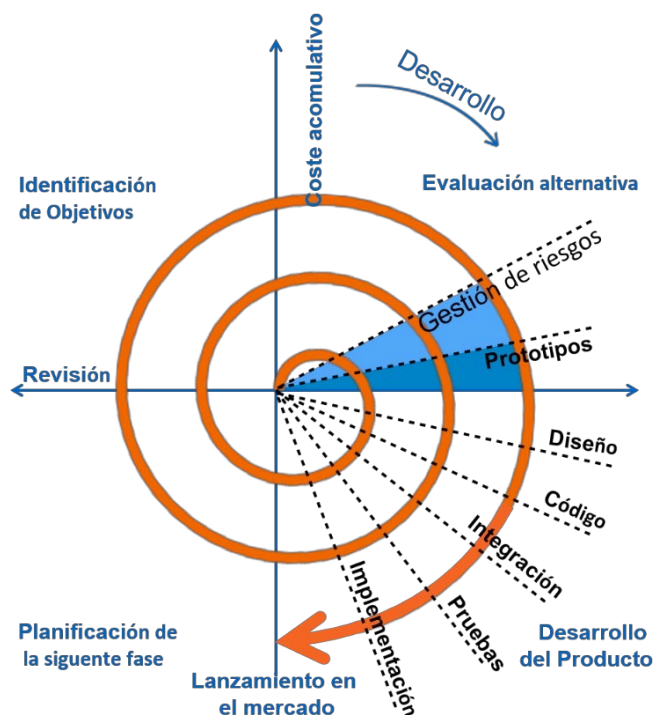 Coste acomulativo
Desarrollo
Identificación
de Objetivos
Evaluación alternativa
Gestión de riesgos
Prototipos
Revisión
Diseño
Código
Integración
Pruebas
Implementación
Planificación de
la siguente fase
Desarrollo
del Producto
Lanzamiento en
el mercado